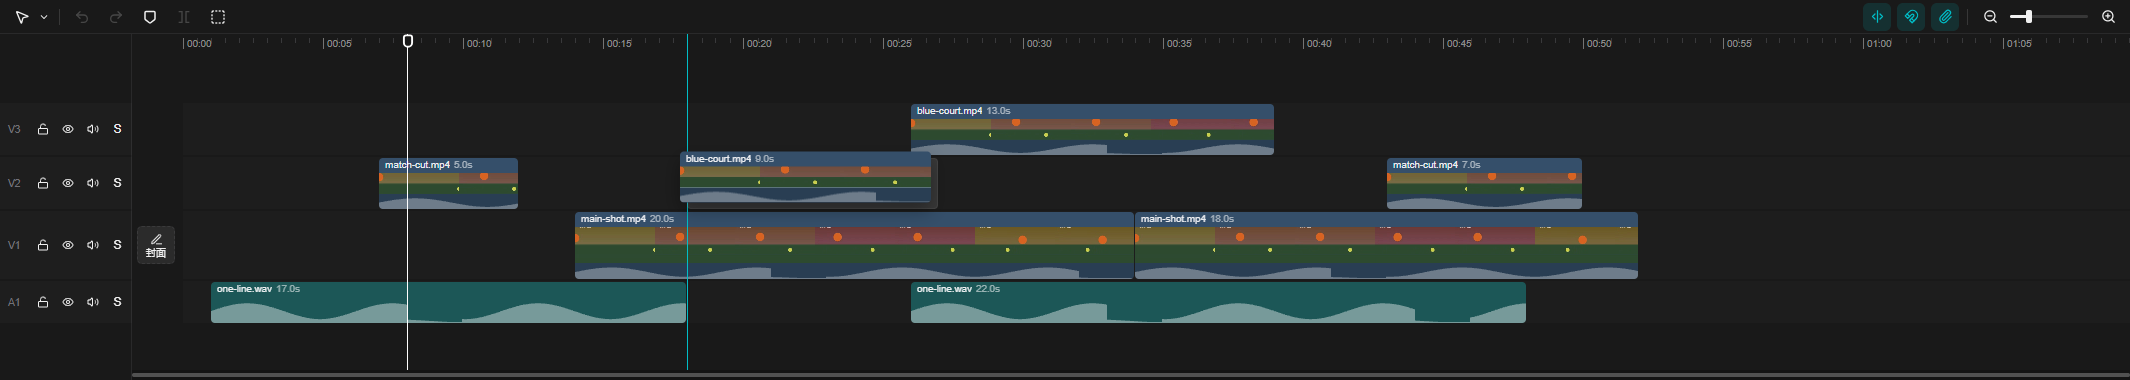 00:00 00:05 00:10 00:15 00:20 00:25 00:30 00:35 00:40 00:45 00:50 00:55 01:00 01:05
V3 S
blue-court.mp4 13.0s
V2 S
match-cut.mp4 5.0s
blue-court.mp4 9.0s
match-cut.mp4 7.0s
V1 S
封面
main-shot.mp4 20.0s
main-shot.mp4 18.0s
A1 S
one-line.wav 17.0s
one-line.wav 22.0s